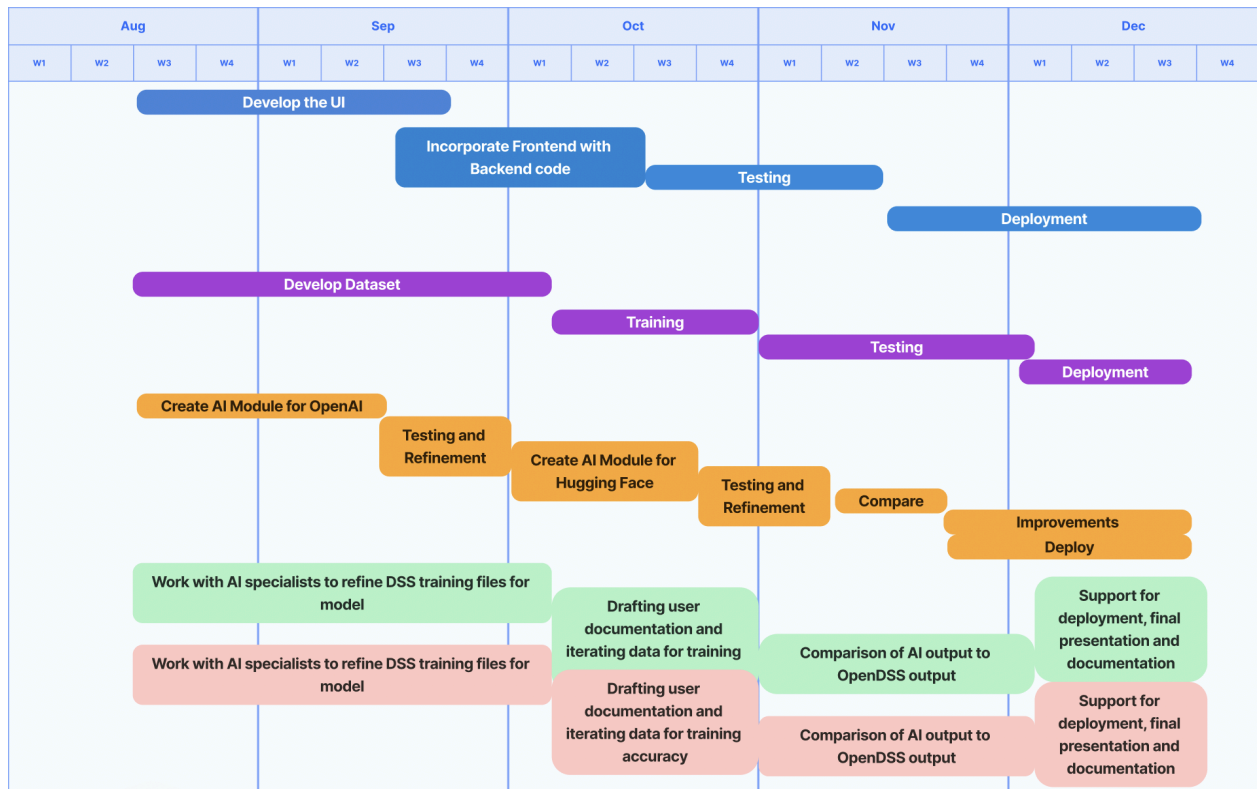 Aug Sep Oct Nov Dec
W1 W2 W3 W4 W1 W2 W3 W4 W1 W2 W3 W4 W1 W2 W3 W4 W1 W2 W3 W4
Develop the UI
Incorporate Frontend with
Backend code
Testing
Deployment
Develop Dataset
Training
Testing
Deployment
Create AI Module for OpenAI
Testing and
Refinement
Create AI Module for
Hugging Face
Testing and
Refinement
Compare
Improvements
Deploy
Work with AI specialists to refine DSS training files for
model
Drafting user
documentation and
iterating data for training
Comparison of AI output to
OpenDSS output
Support for
deployment, final
presentation and
documentation
Work with AI specialists to refine DSS training files for
model
Drafting user
documentation and
iterating data for training
accuracy
Comparison of AI output to
OpenDSS output
Support for
deployment, final
presentation and
documentation